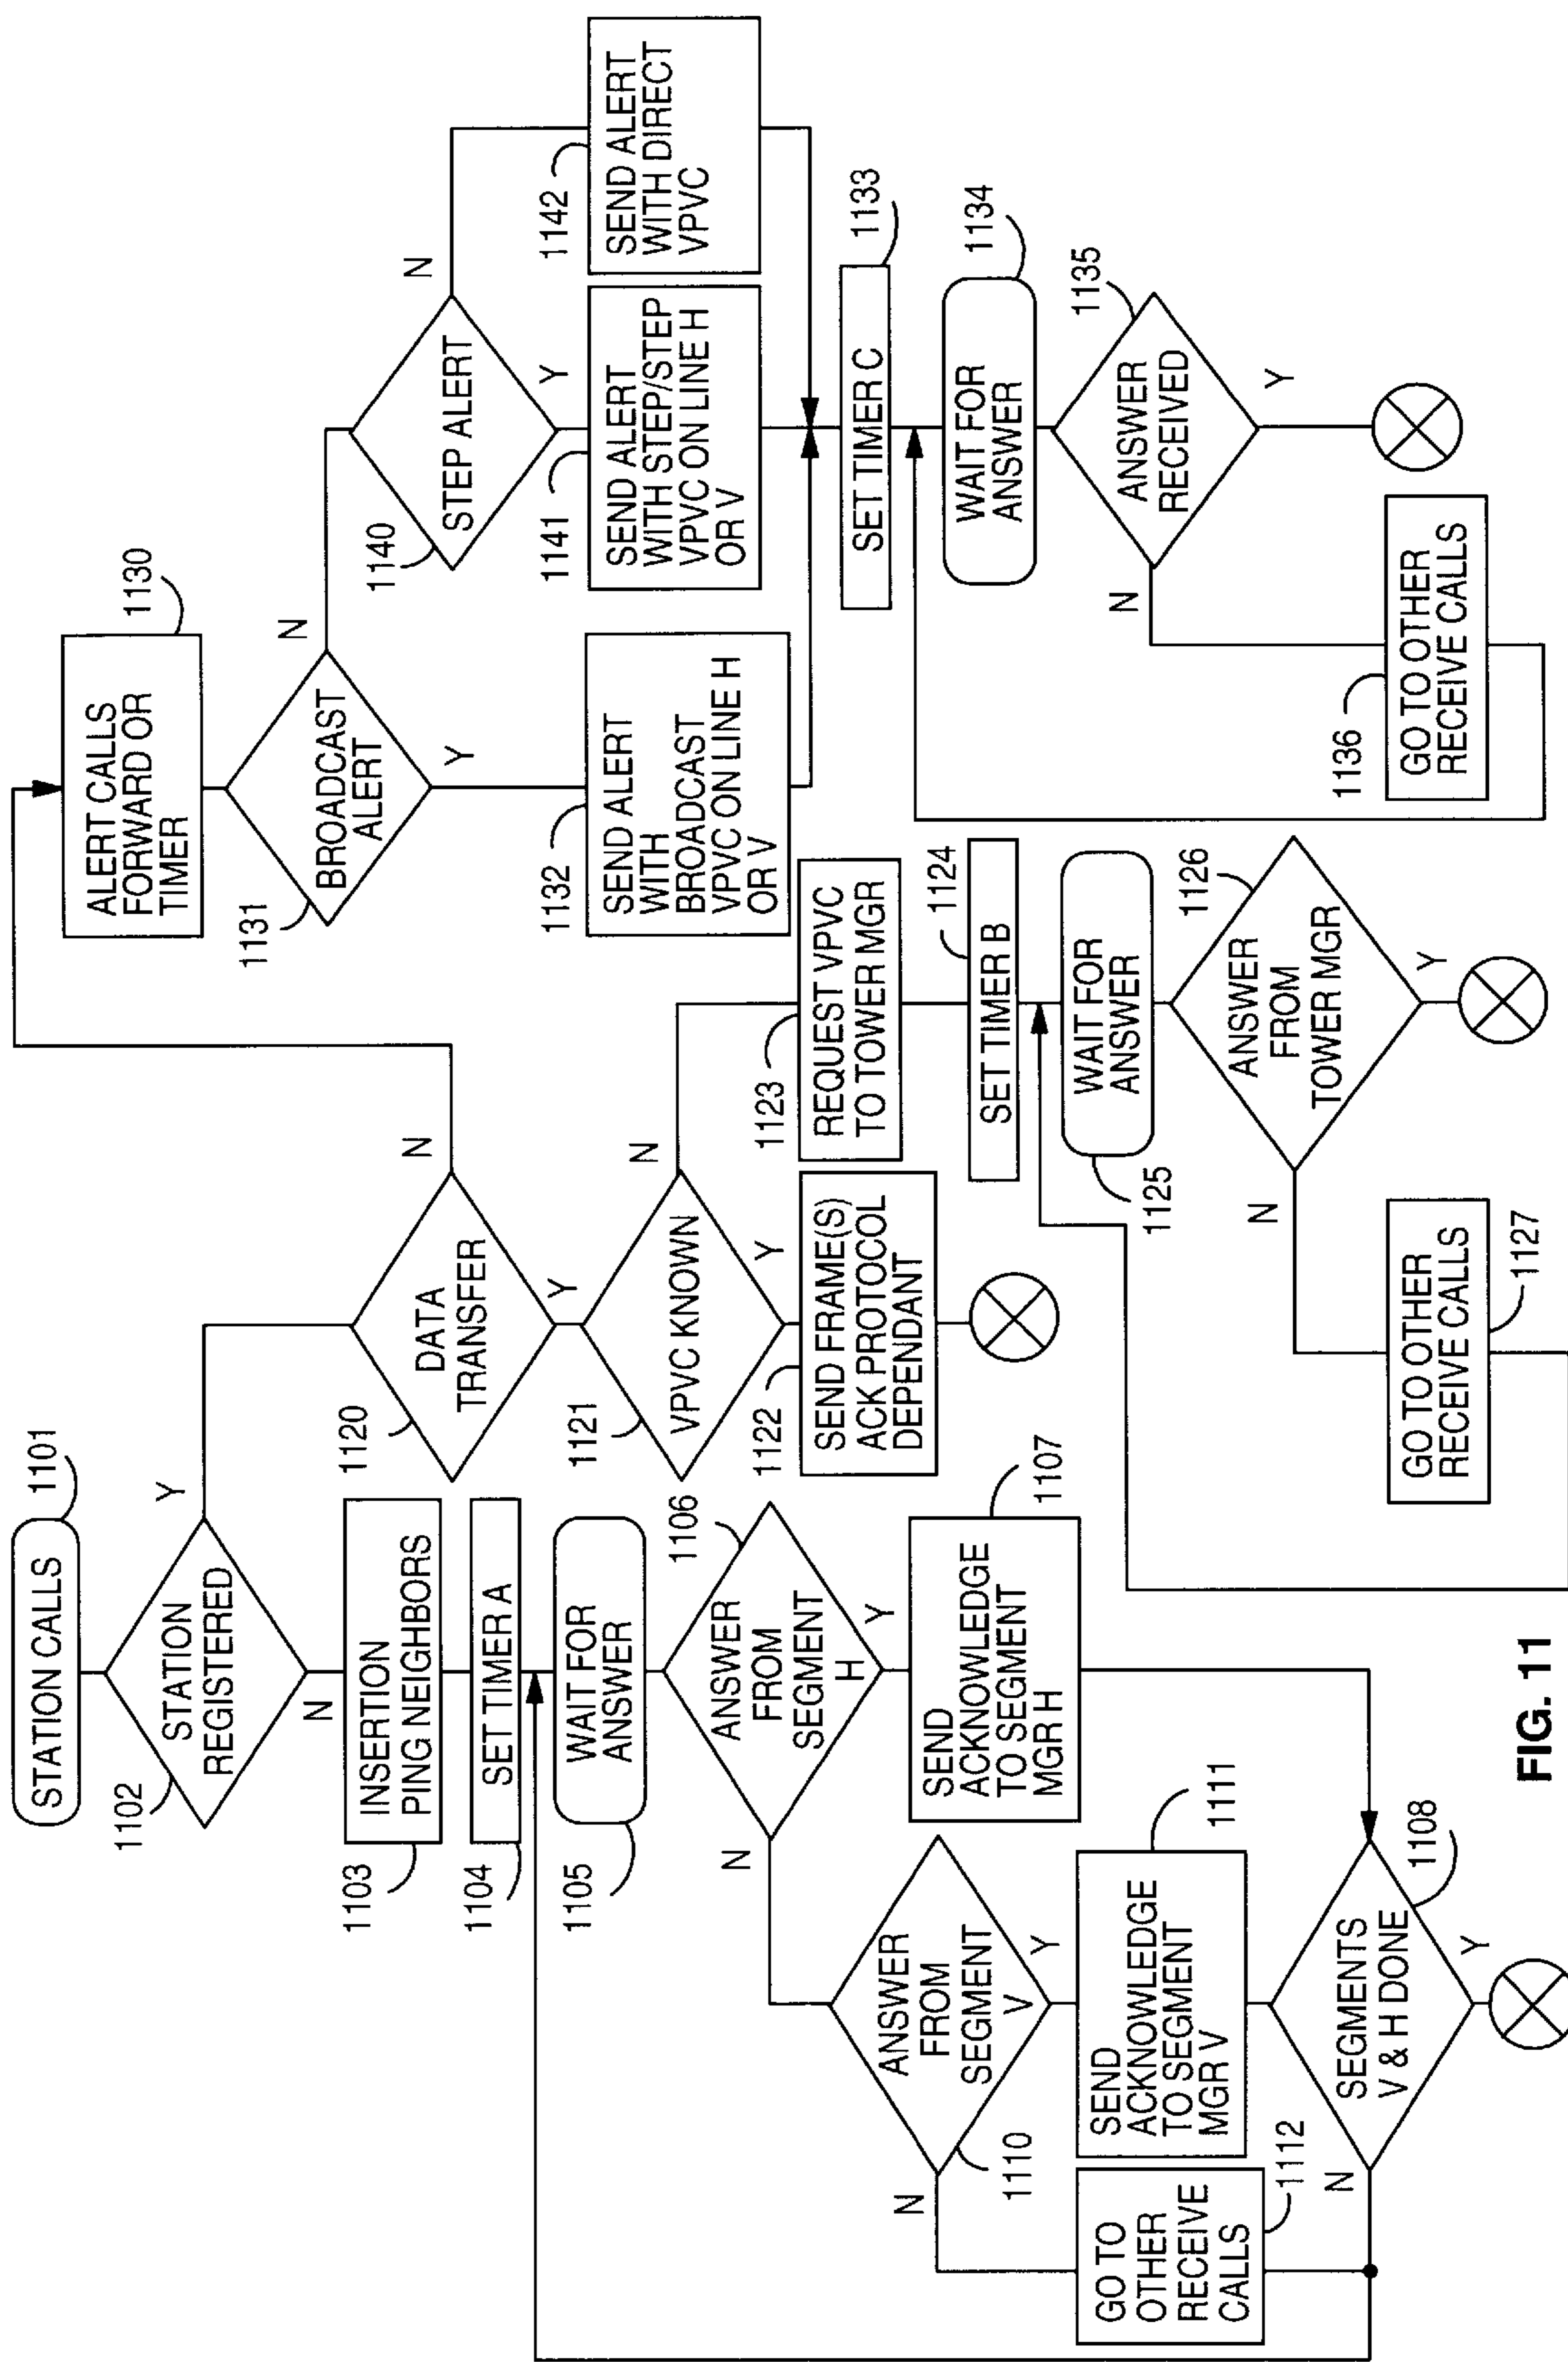 STATION CALLS
1101
STATION
REGISTERED
1102
Y
N
INSERTION
PING NEIGHBORS
1103
SET TIMER A
1104
WAIT FOR
ANSWER
1105
ANSWER
FROM
SEGMENT
H
1106
Y
N
SEND
ACKNOWLEDGE
TO SEGMENT
MGR H
1107
ANSWER
FROM
SEGMENT
V
1110
Y
N
SEND
ACKNOWLEDGE
TO SEGMENT
MGR V
1111
GO TO
OTHER
RECEIVE
CALLS
1112
SEGMENTS
V & H DONE
1108
N
Y
DATA
TRANSFER
1120
N
Y
VPVC KNOWN
1121
N
Y
SEND FRAME(S)
ACK PROTOCOL
DEPENDANT
1122
REQUEST VPVC
TO TOWER MGR
1123
SET TIMER B
1124
WAIT FOR
ANSWER
1125
ANSWER
FROM
TOWER MGR
1126
N
Y
GO TO OTHER
RECEIVE CALLS
1127
ALERT CALLS
FORWARD OR
TIMER
1130
BROADCAST
ALERT
1131
N
Y
SEND ALERT
WITH
BROADCAST
VPVC ON LINE H
OR V
1132
STEP ALERT
1140
N
Y
SEND ALERT
WITH STEP/STEP
VPVC ON LINE H
OR V
1141
SEND ALERT
WITH DIRECT
VPVC
1142
SET TIMER C
1133
WAIT FOR
ANSWER
1134
ANSWER
RECEIVED
1135
N
Y
GO TO OTHER
RECEIVE CALLS
1136
FIG. 11